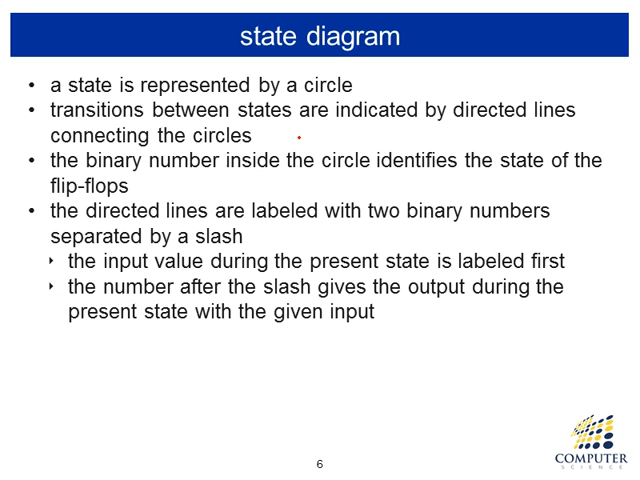 state diagram
• a state is represented by a circle
• transitions between states are indicated by directed lines
connecting the circles
• the binary number inside the circle identifies the state of the
flip-flops
• the directed lines are labeled with two binary numbers
separated by a slash
‣ the input value during the present state is labeled first
‣ the number after the slash gives the output during the
present state with the given input
COMPUTER
SCIENCE
6